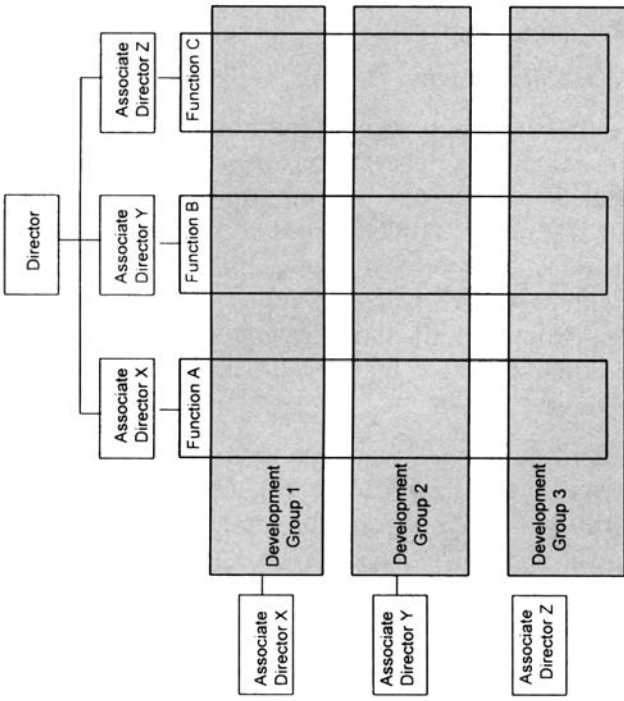 Director
Associate
Director X
Associate
Director Y
Associate
Director Z
Function A
Function B
Function C
Associate
Director X
Development
Group 1
Associate
Director Y
Development
Group 2
Associate
Director Z
Development
Group 3